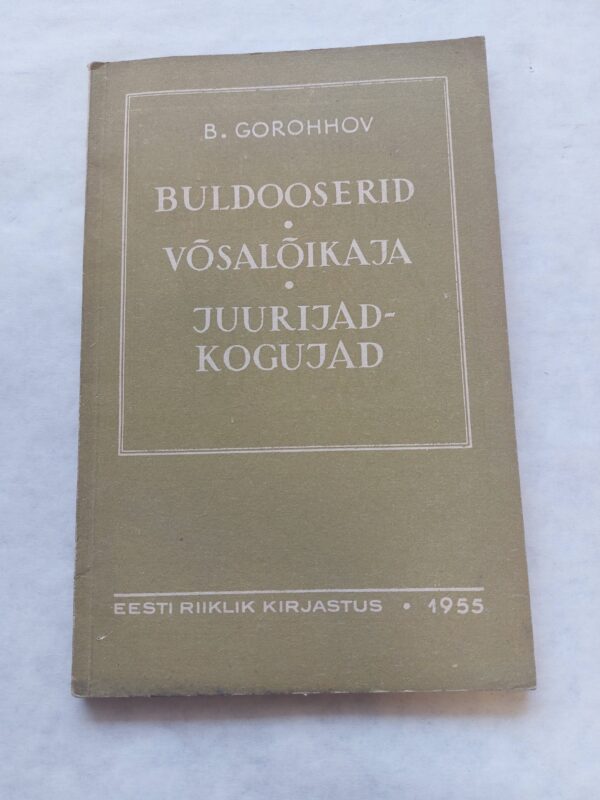 B. GOROHHOV
BULDOOSERID
•
VÕSALÕIKAJA
•
JUURIJAD-
KOGUJAD
EESTI RIIKLIK KIRJASTUS • 1955